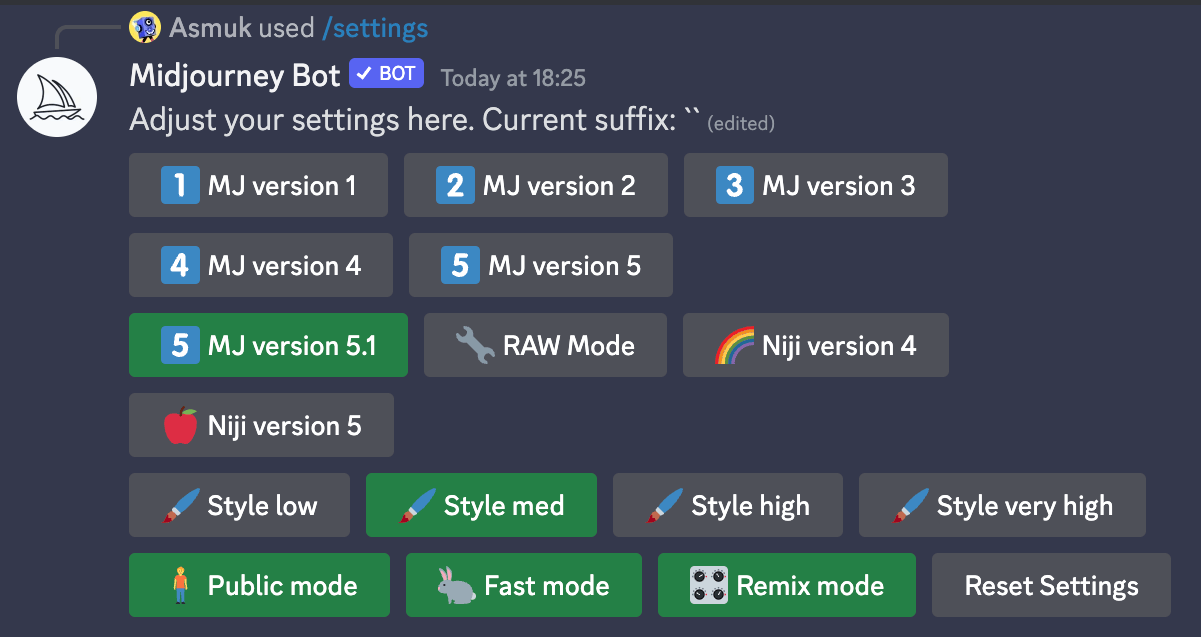 Asmuk used /settings
Midjourney Bot ✓ BOT Today at 18:25
Adjust your settings here. Current suffix: `` (edited)
1 MJ version 1 2 MJ version 2 3 MJ version 3
4 MJ version 4 5 MJ version 5
5 MJ version 5.1 RAW Mode Niji version 4
Niji version 5
Style low Style med Style high Style very high
Public mode Fast mode Remix mode Reset Settings